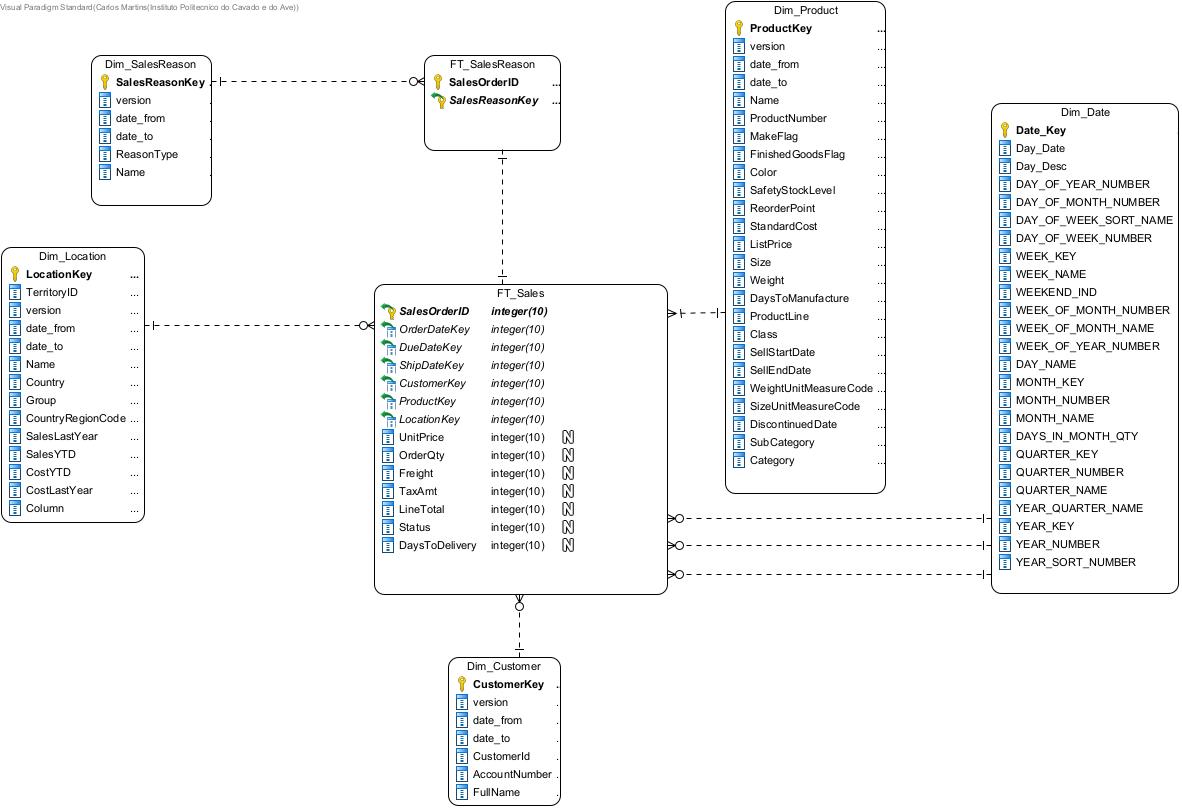 Visual Paradigm Standard(Carlos Martins(Instituto Politecnico do Cavado e do Ave))
Dim_SalesReason
SalesReasonKey
version
date_from
date_to
ReasonType
Name
FT_SalesReason
SalesOrderID ...
SalesReasonKey ...
Dim_Product
ProductKey ...
version ...
date_from ...
date_to ...
Name ...
ProductNumber ...
MakeFlag ...
FinishedGoodsFlag ...
Color ...
SafetyStockLevel ...
ReorderPoint ...
StandardCost ...
ListPrice ...
Size ...
Weight ...
DaysToManufacture ...
ProductLine ...
Class ...
SellStartDate ...
SellEndDate ...
WeightUnitMeasureCode ...
SizeUnitMeasureCode ...
DiscontinuedDate ...
SubCategory ...
Category ...
Dim_Date
Date_Key
Day_Date
Day_Desc
DAY_OF_YEAR_NUMBER
DAY_OF_MONTH_NUMBER
DAY_OF_WEEK_SORT_NAME
DAY_OF_WEEK_NUMBER
WEEK_KEY
WEEK_NAME
WEEKEND_IND
WEEK_OF_MONTH_NUMBER
WEEK_OF_MONTH_NAME
WEEK_OF_YEAR_NUMBER
DAY_NAME
MONTH_KEY
MONTH_NUMBER
MONTH_NAME
DAYS_IN_MONTH_QTY
QUARTER_KEY
QUARTER_NUMBER
QUARTER_NAME
YEAR_QUARTER_NAME
YEAR_KEY
YEAR_NUMBER
YEAR_SORT_NUMBER
Dim_Location
LocationKey ...
TerritoryID ...
version ...
date_from ...
date_to ...
Name ...
Country ...
Group ...
CountryRegionCode ...
SalesLastYear ...
SalesYTD ...
CostYTD ...
CostLastYear ...
Column ...
FT_Sales
SalesOrderID integer(10)
OrderDateKey integer(10)
DueDateKey integer(10)
ShipDateKey integer(10)
CustomerKey integer(10)
ProductKey integer(10)
LocationKey integer(10)
UnitPrice integer(10) N
OrderQty integer(10) N
Freight integer(10) N
TaxAmt integer(10) N
LineTotal integer(10) N
Status integer(10) N
DaysToDelivery integer(10) N
Dim_Customer
CustomerKey .
version .
date_from .
date_to .
CustomerId .
AccountNumber .
FullName .